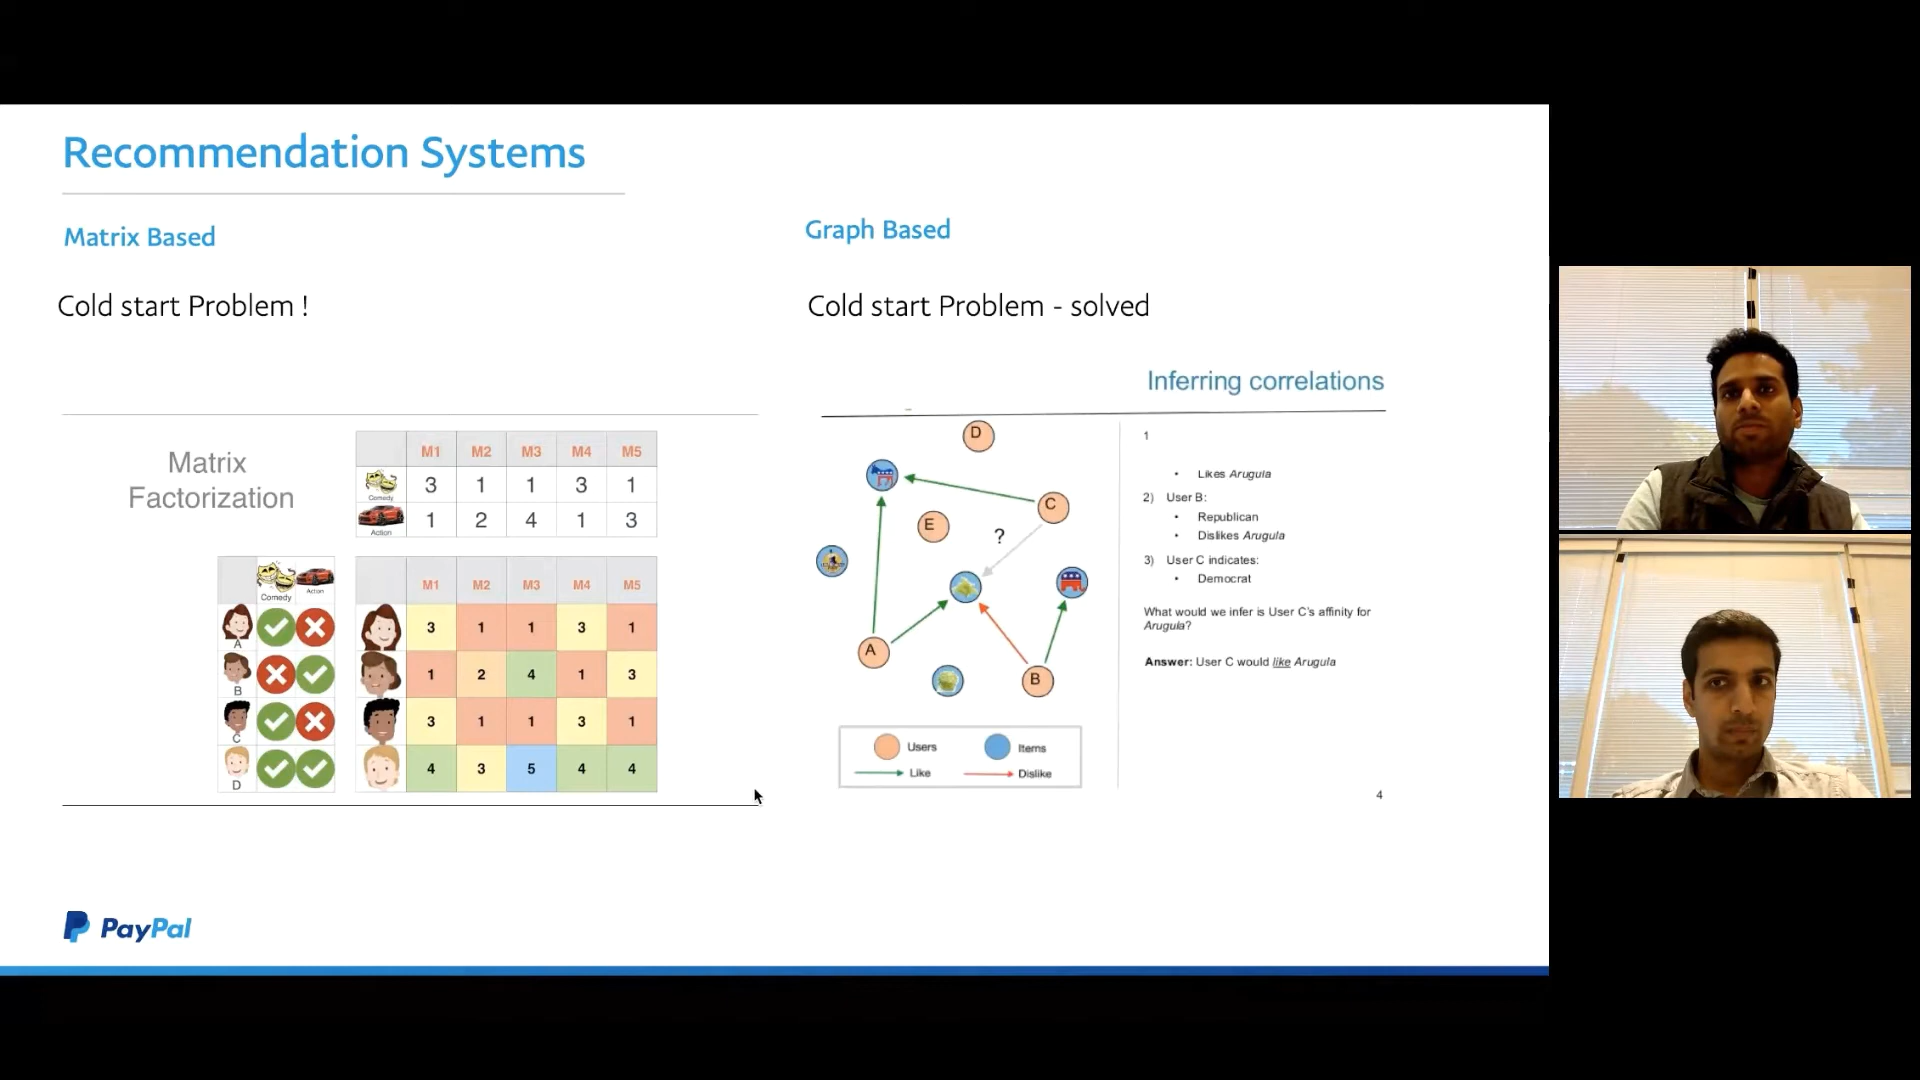 Recommendation Systems
Matrix Based
Cold start Problem !
Matrix
Factorization
M1 M2 M3 M4 M5
Comedy 3 1 1 3 1
Action 1 2 4 1 3
Comedy Action
M1 M2 M3 M4 M5
A 3 1 1 3 1
B 1 2 4 1 3
C 3 1 1 3 1
D 4 3 5 4 4
Graph Based
Cold start Problem - solved
Inferring correlations
D
C
E
?
A
B
Users Items
Like Dislike
1
• Likes Arugula
2) User B:
• Republican
• Dislikes Arugula
3) User C indicates:
• Democrat
What would we infer is User C's affinity for
Arugula?
Answer: User C would like Arugula
4
PayPal